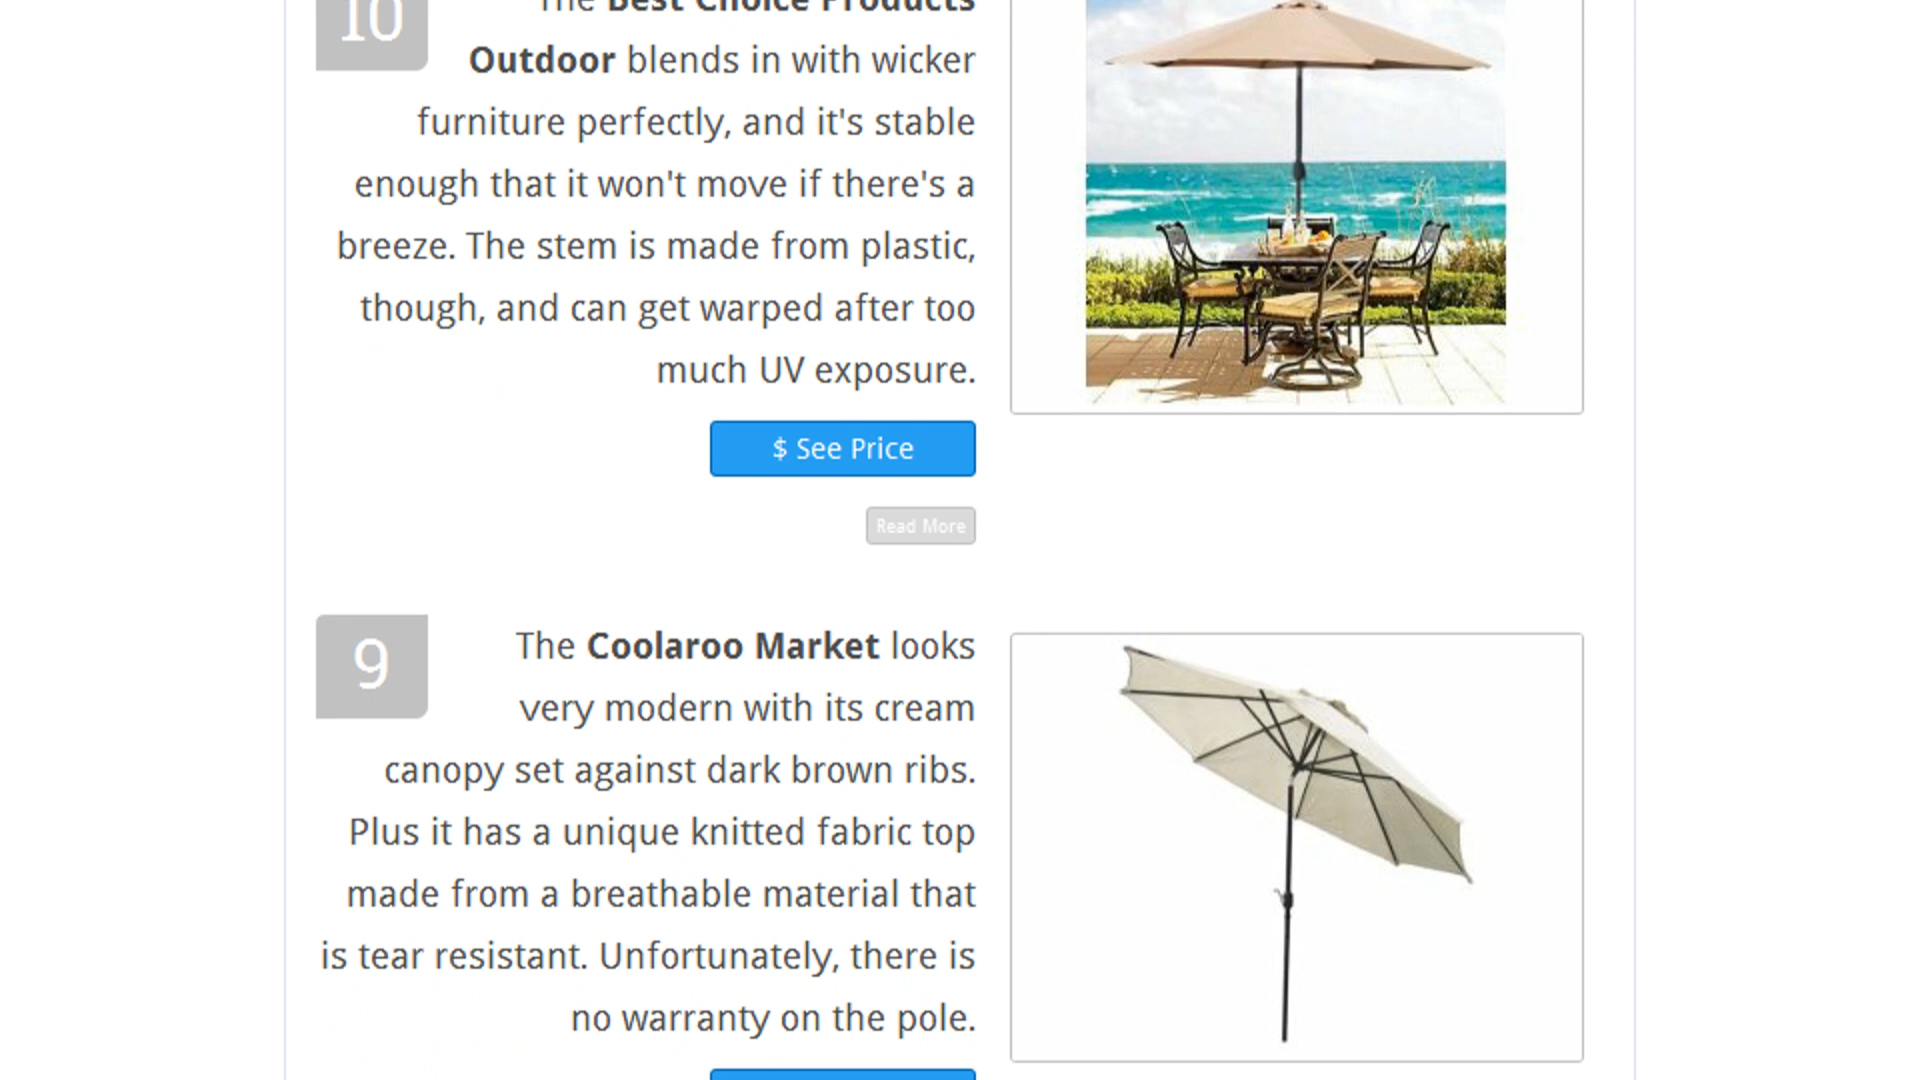 10
The Best Choice Products
Outdoor blends in with wicker
furniture perfectly, and it's stable
enough that it won't move if there's a
breeze. The stem is made from plastic,
though, and can get warped after too
much UV exposure.
$ See Price
Read More
9
The Coolaroo Market looks
very modern with its cream
canopy set against dark brown ribs.
Plus it has a unique knitted fabric top
made from a breathable material that
is tear resistant. Unfortunately, there is
no warranty on the pole.